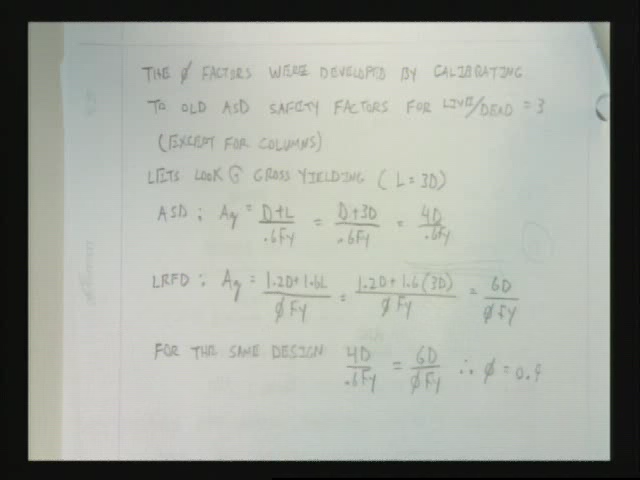 THE ϕ FACTORS WERE DEVELOPED BY CALIBRATING
TO OLD ASD SAFETY FACTORS FOR LIVE/DEAD = 3
(EXCEPT FOR COLUMNS)
LETS LOOK @ GROSS YIELDING (L = 3D)
ASD: Ag = D+L/.6Fy = D+3D/.6Fy = 4D/.6Fy
LRFD: Ag = 1.2D+1.6L/ϕFy = 1.2D+1.6(3D)/ϕFy = 6D/ϕFy
FOR THE SAME DESIGN 4D/.6Fy = 6D/ϕFy ∴ ϕ = 0.9